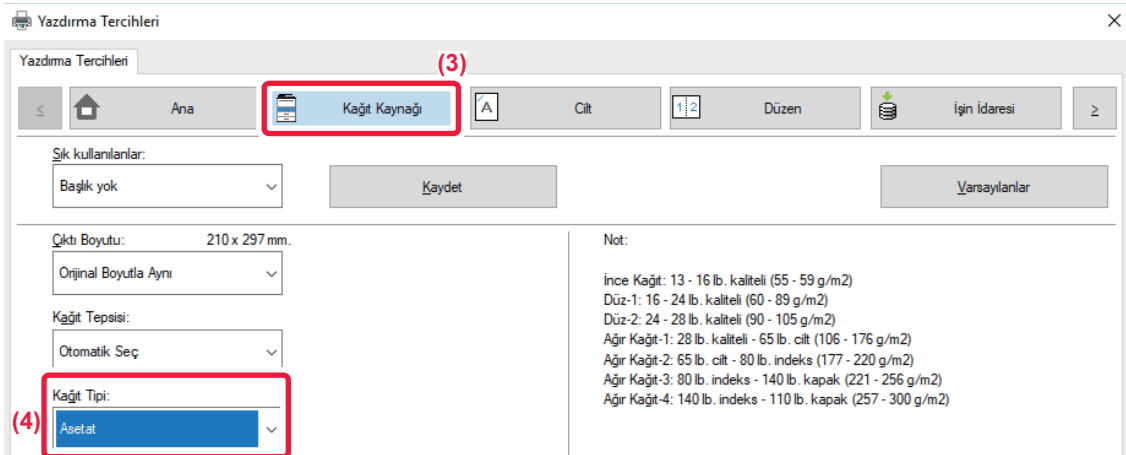 Yazdırma Tercihleri
Yazdırma Tercihleri
(3)
< Ana Kağıt Kaynağı A Cilt 1 2 Düzen İşin İdaresi >
Sık kullanılanlar:
Başlık yok Kaydet Varsayılanlar
Çıktı Boyutu: 210 x 297 mm.
Orijinal Boyutla Aynı
Kağıt Tepsisi:
Otomatik Seç
Kağıt Tipi:
(4)
Asetat
Not:
İnce Kağıt: 13 - 16 lb. kaliteli (55 - 59 g/m2)
Düz-1: 16 - 24 lb. kaliteli (60 - 89 g/m2)
Düz-2: 24 - 28 lb. kaliteli (90 - 105 g/m2)
Ağır Kağıt-1: 28 lb. kaliteli - 65 lb. cilt (106 - 176 g/m2)
Ağır Kağıt-2: 65 lb. cilt - 80 lb. indeks (177 - 220 g/m2)
Ağır Kağıt-3: 80 lb. indeks - 140 lb. kapak (221 - 256 g/m2)
Ağır Kağıt-4: 140 lb. indeks - 110 lb. kapak (257 - 300 g/m2)